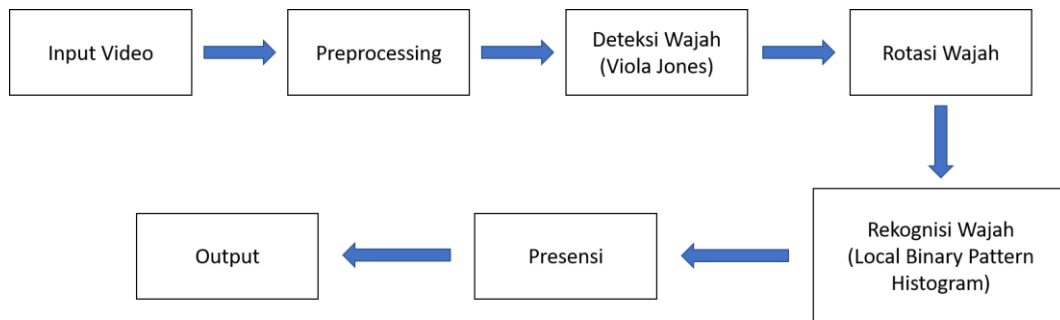 Input Video
Preprocessing
Deteksi Wajah
(Viola Jones)
Rotasi Wajah
Rekognisi Wajah
(Local Binary Pattern
Histogram)
Presensi
Output